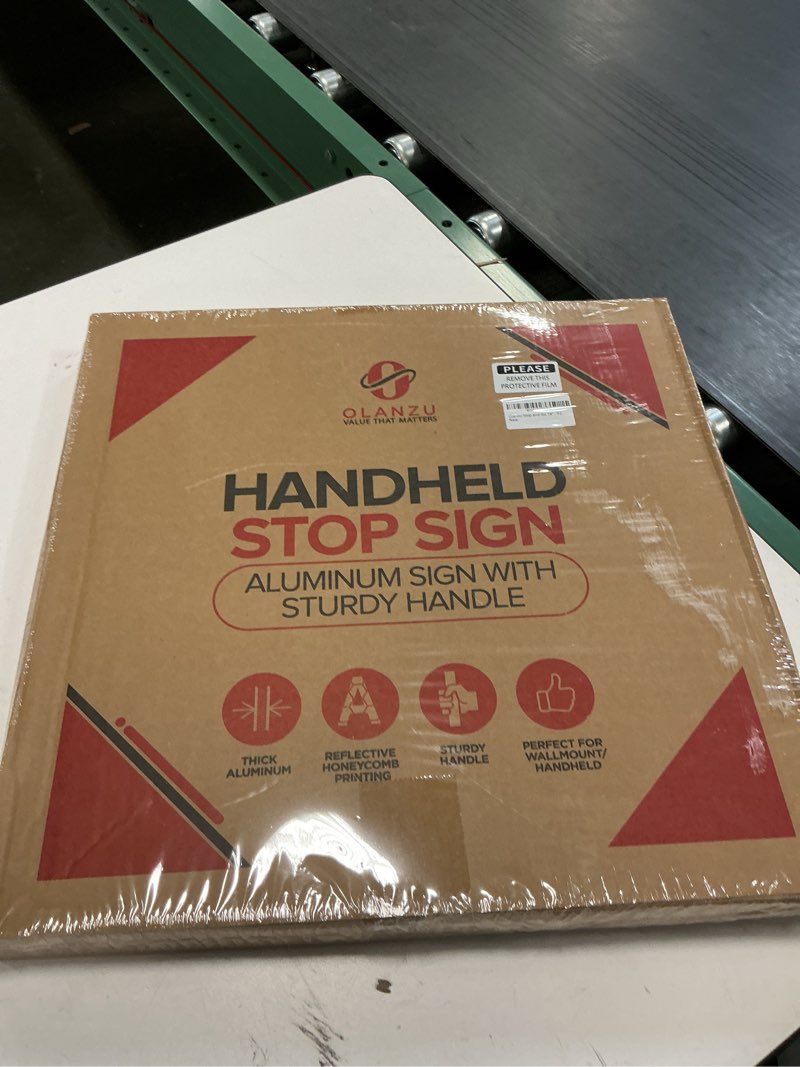 OLANZU
VALUE THAT MATTERS
PLEASE
REMOVE THIS
PROTECTIVE FILM
HANDHELD
STOP SIGN
ALUMINUM SIGN WITH
STURDY HANDLE
THICK
ALUMINUM
REFLECTIVE
HONEYCOMB
PRINTING
STURDY
HANDLE
PERFECT FOR
WALLMOUNT/
HANDHELD